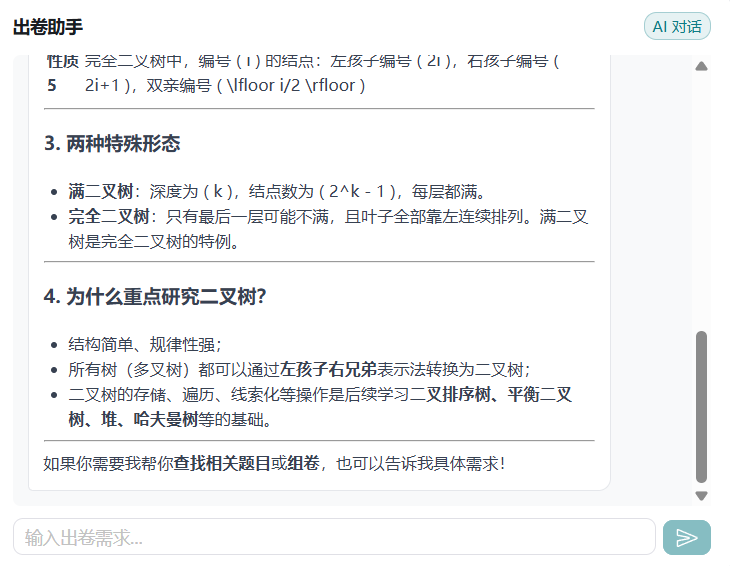 出卷助手
AI 对话
性质 完全二叉树中，编号 ( i ) 的结点：左孩子编号 ( 2i )，右孩子编号 (
5 2i+1 )，双亲编号 ( \lfloor i/2 \rfloor )
3. 两种特殊形态
满二叉树：深度为 ( k )，结点数为 ( 2^k - 1 )，每层都满。
完全二叉树：只有最后一层可能不满，且叶子全部靠左连续排列。满二叉
树是完全二叉树的特例。
4. 为什么重点研究二叉树？
结构简单、规律性强；
所有树（多叉树）都可以通过左孩子右兄弟表示法转换为二叉树；
二叉树的存储、遍历、线索化等操作是后续学习二叉排序树、平衡二叉
树、堆、哈夫曼树等的基础。
如果你需要我帮你查找相关题目或组卷，也可以告诉我具体需求！
输入出卷需求...